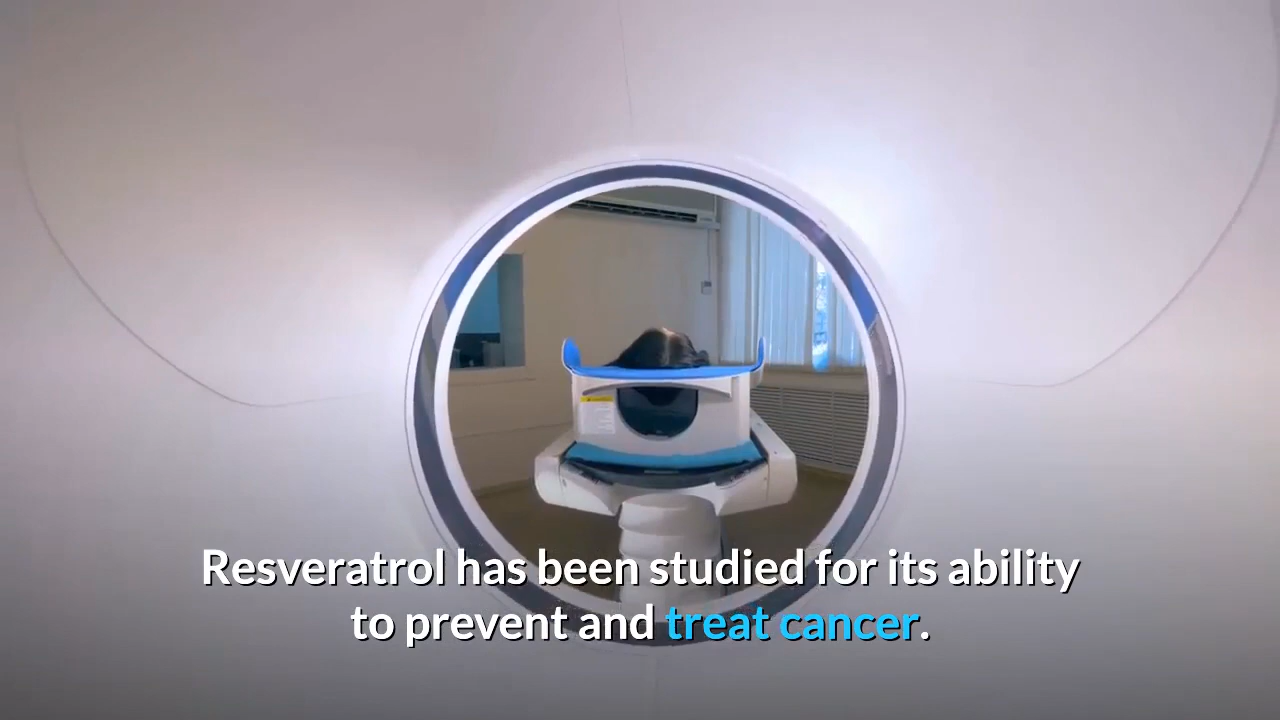 Resveratrol has been studied for its ability
to prevent and treat cancer.